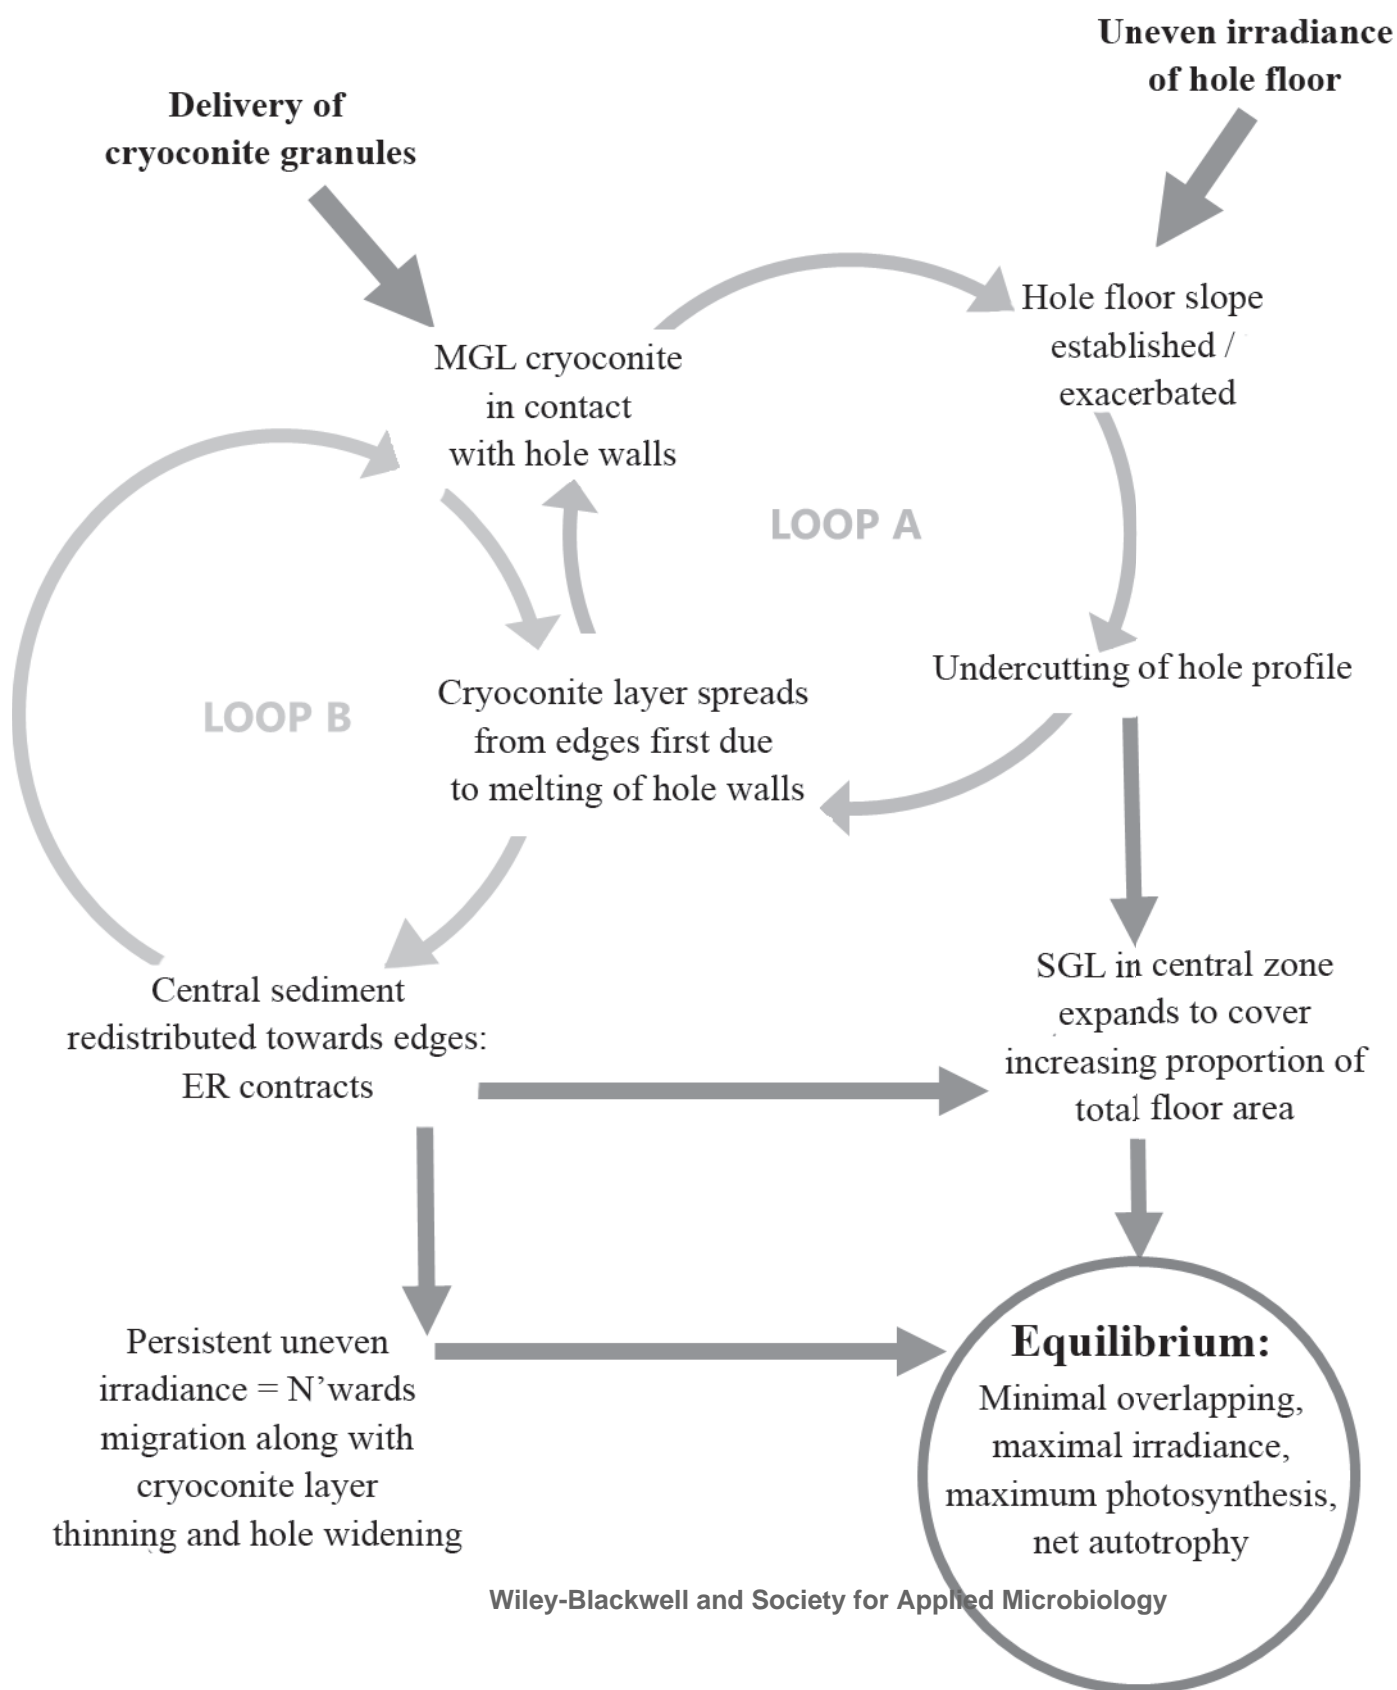 Uneven irradiance
of hole floor
Delivery of
cryoconite granules
Hole floor slope
established /
exacerbated
MGL cryoconite
in contact
with hole walls
LOOP A
Undercutting of hole profile
Cryoconite layer spreads
from edges first due
to melting of hole walls
LOOP B
Central sediment
redistributed towards edges:
ER contracts
SGL in central zone
expands to cover
increasing proportion of
total floor area
Persistent uneven
irradiance = N’wards
migration along with
cryoconite layer
thinning and hole widening
Equilibrium:
Minimal overlapping,
maximal irradiance,
maximum photosynthesis,
net autotrophy
Wiley-Blackwell and Society for Applied Microbiology